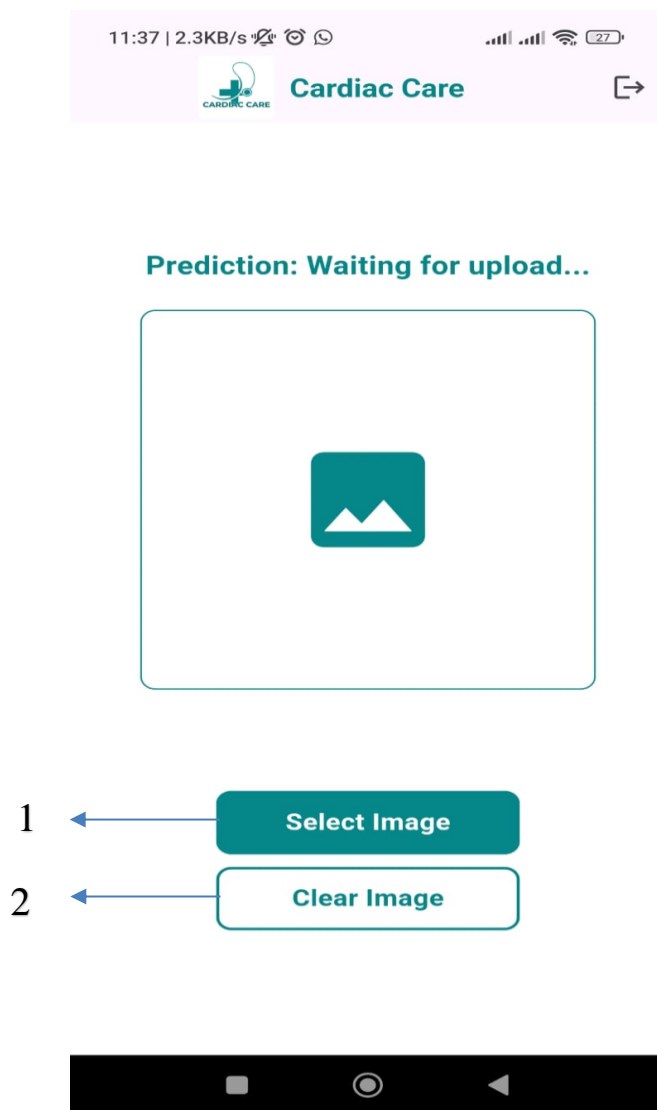 11:37 | 2.3KB/s 27
CARDIAC CARE Cardiac Care
Prediction: Waiting for upload...
1 Select Image
2 Clear Image